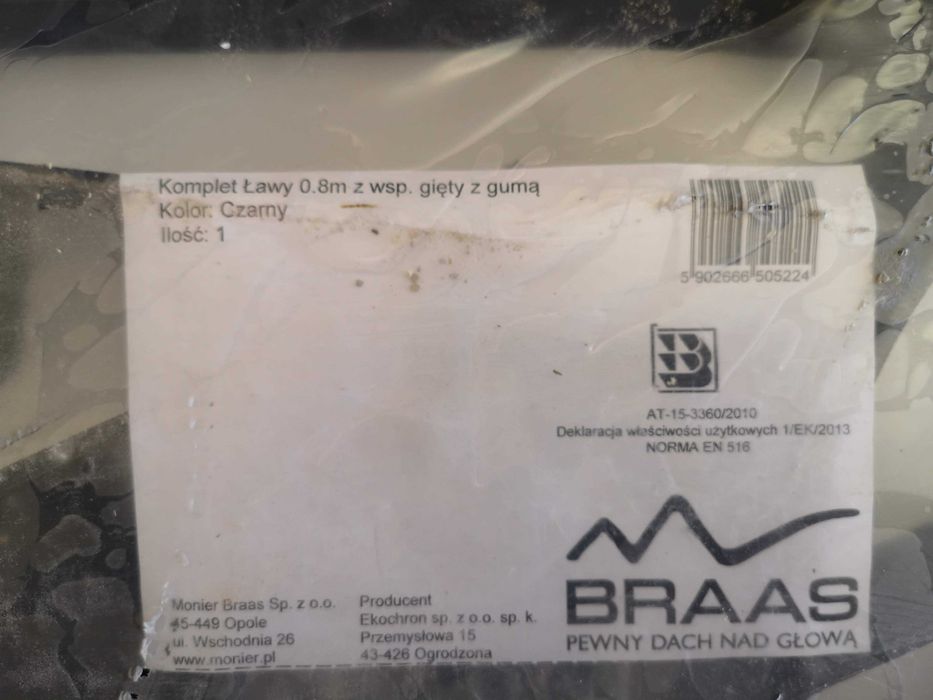 Komplet Ławy 0.8m z wsp. gięty z gumą
Kolor: Czarny
Ilość: 1
5 902666 505224
B
AT-15-3360/2010
Deklaracja właściwości użytkowych 1/EK/2013
NORMA EN 516
BRAAS
PEWNY DACH NAD GŁOWĄ
Monier Braas Sp. z o.o.
45-449 Opole
ul. Wschodnia 26
www.monier.pl
Producent
Ekochron sp. z o.o. sp. k.
Przemysłowa 15
43-426 Ogrodzona